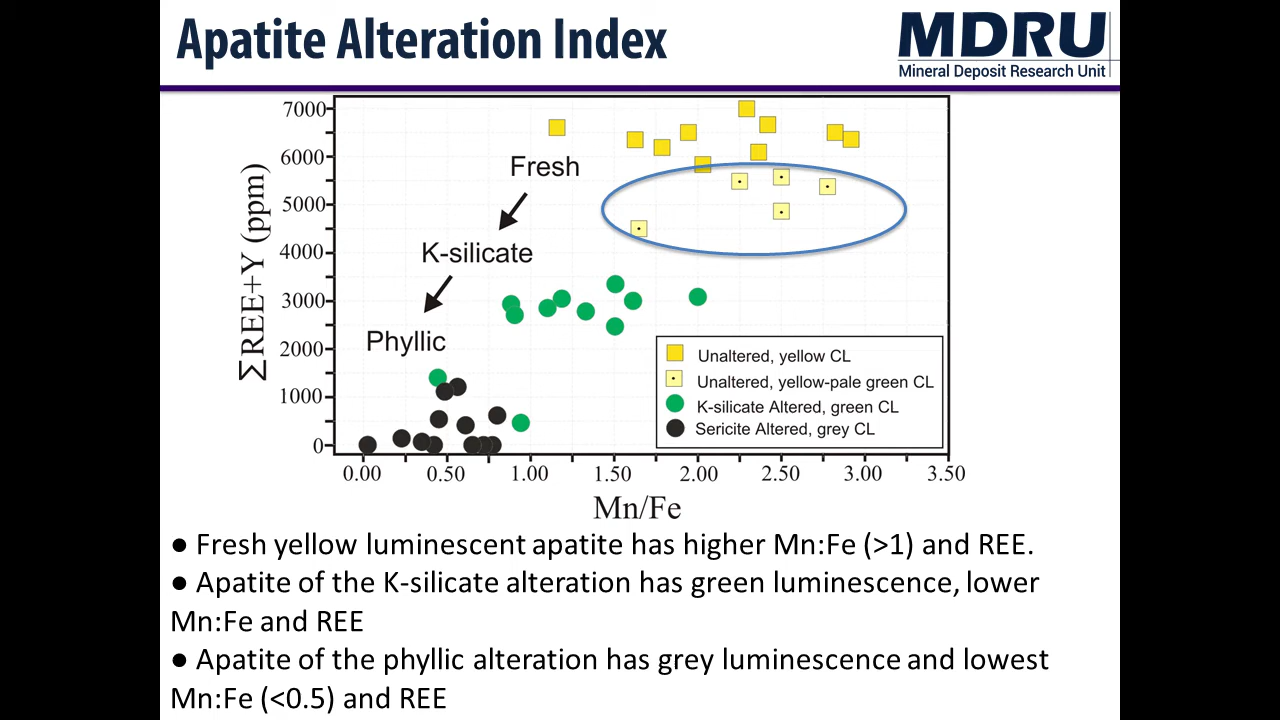 Apatite Alteration Index
MDRU
Mineral Deposit Research Unit
7000
6000
5000
4000
3000
2000
1000
0
∑REE+Y (ppm)
Fresh
K-silicate
Phyllic
Unaltered, yellow CL
Unaltered, yellow-pale green CL
K-silicate Altered, green CL
Sericite Altered, grey CL
0.00 0.50 1.00 1.50 2.00 2.50 3.00 3.50
Mn/Fe
● Fresh yellow luminescent apatite has higher Mn:Fe (>1) and REE.
● Apatite of the K-silicate alteration has green luminescence, lower
Mn:Fe and REE
● Apatite of the phyllic alteration has grey luminescence and lowest
Mn:Fe (<0.5) and REE